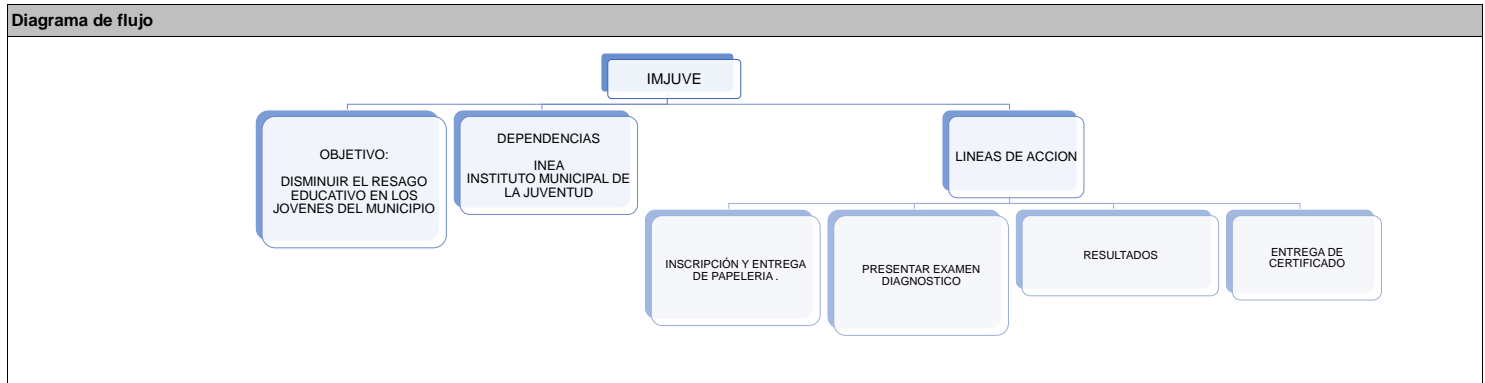 Diagrama de flujo
IMJUVE
OBJETIVO:
DISMINUIR EL RESAGO
EDUCATIVO EN LOS
JOVENES DEL MUNICIPIO
DEPENDENCIAS
INEA
INSTITUTO MUNICIPAL DE
LA JUVENTUD
LINEAS DE ACCION
INSCRIPCIÓN Y ENTREGA
DE PAPELERIA .
PRESENTAR EXAMEN
DIAGNOSTICO
RESULTADOS
ENTREGA DE
CERTIFICADO